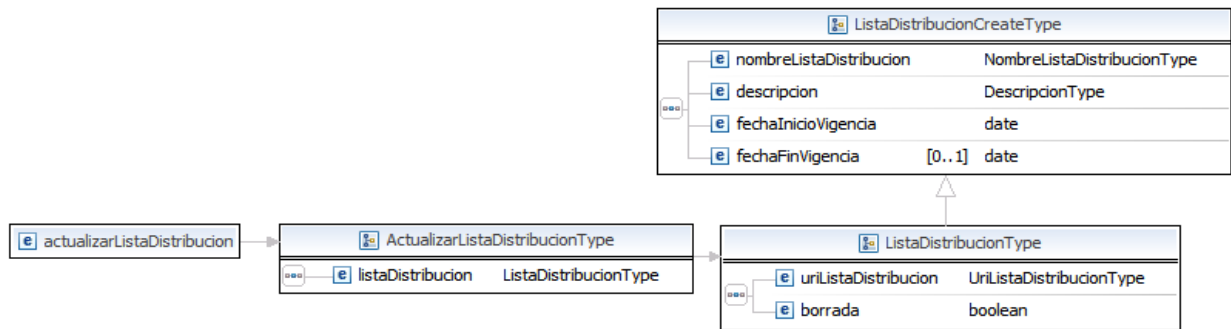 ListaDistribucionCreateType
e nombreListaDistribucion NombreListaDistribucionType
e descripcion DescripcionType
e fechaInicioVigencia date
e fechaFinVigencia [0..1] date
e actualizarListaDistribucion
ActualizarListaDistribucionType
e listaDistribucion ListaDistribucionType
ListaDistribucionType
e uriListaDistribucion UriListaDistribucionType
e borrada boolean